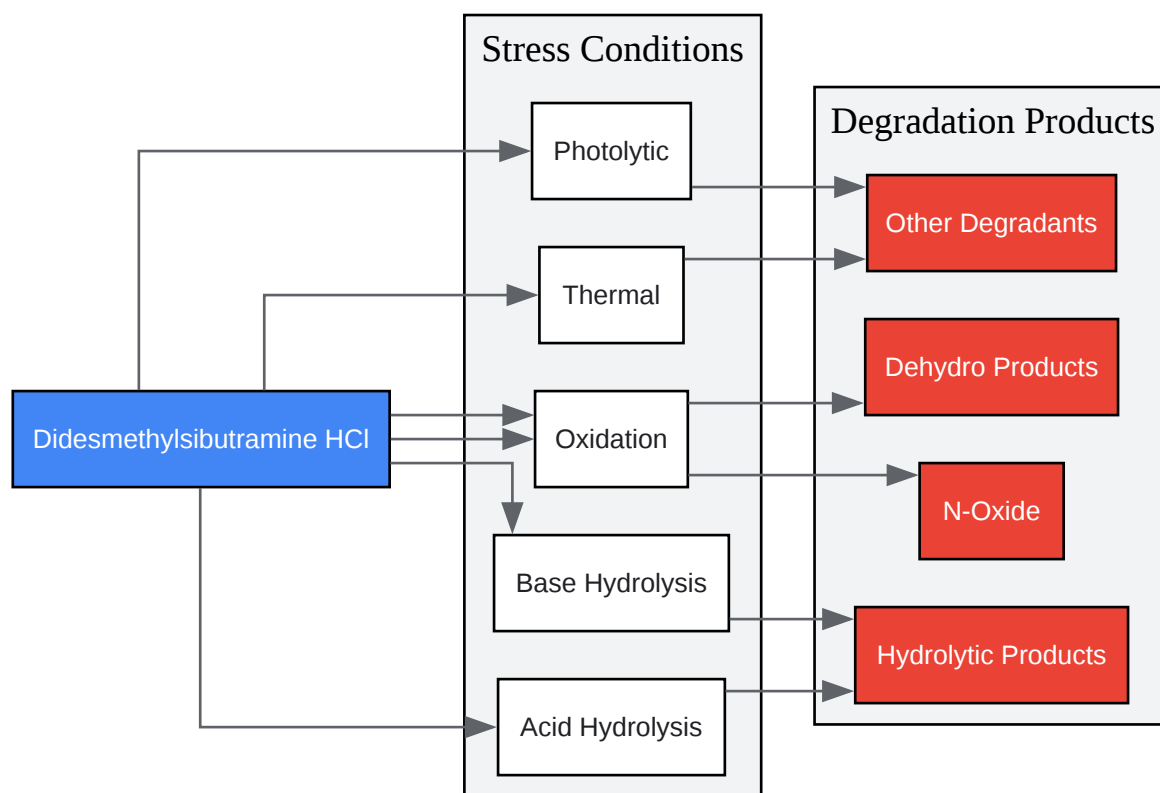 Stress Conditions
Degradation Products
Photolytic
Other Degradants
Thermal
Dehydro Products
Didesmethylsibutramine HCl
Oxidation
N-Oxide
Base Hydrolysis
Hydrolytic Products
Acid Hydrolysis